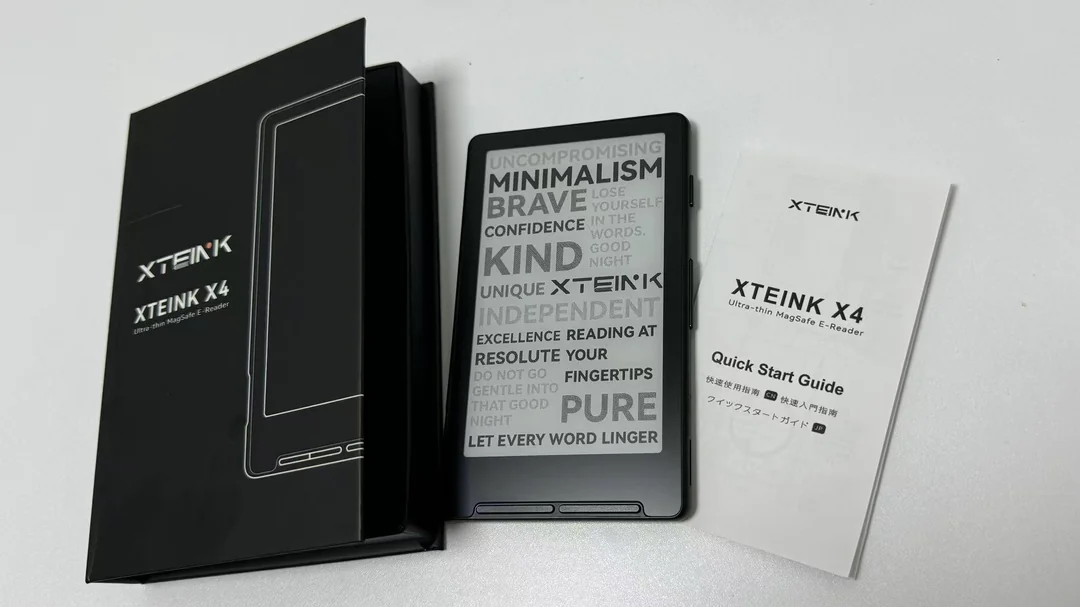 XTEINK
XTEINK X4
Ultra-thin MagSafe E-Reader
UNCOMPROMISING
MINIMALISM
BRAVE
LOSE
YOURSELF
IN THE
WORDS.
GOOD
NIGHT
CONFIDENCE
KIND
UNIQUE XTEINK
INDEPENDENT
EXCELLENCE READING AT
RESOLUTE YOUR
DO NOT GO
GENTLE INTO
THAT GOOD
NIGHT
FINGERTIPS
PURE
LET EVERY WORD LINGER
XTEINK
XTEINK X4
Ultra-thin MagSafe E-Reader
Quick Start Guide
快速使用指南 CN 快速入門指南
クイックスタートガイド JP